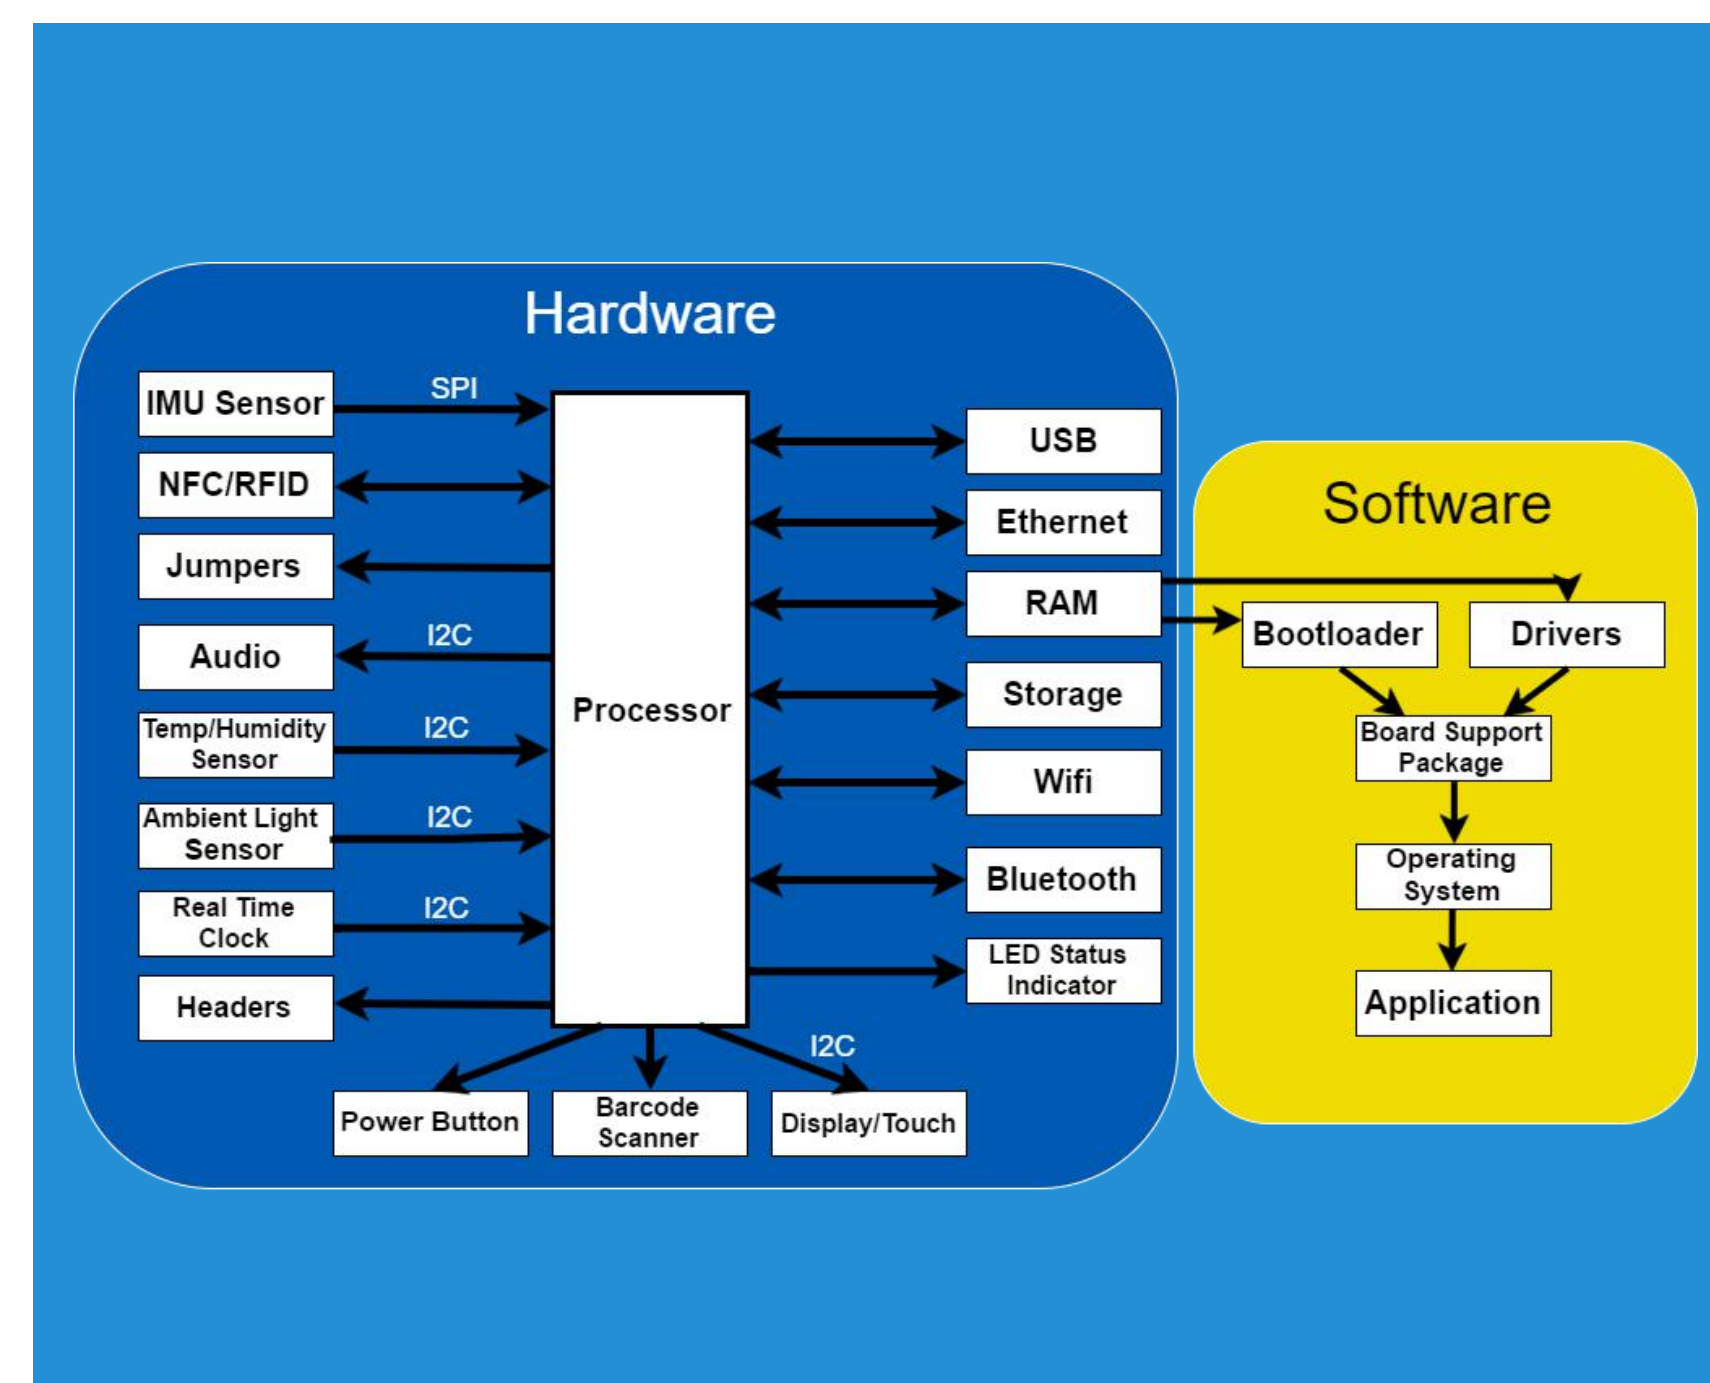 Hardware
IMU Sensor
SPI
NFC/RFID
Jumpers
Audio
I2C
Temp/Humidity
Sensor
I2C
Ambient Light
Sensor
I2C
Real Time
Clock
I2C
Headers
Processor
USB
Ethernet
RAM
Storage
Wifi
Bluetooth
LED Status
Indicator
Power Button
Barcode
Scanner
I2C
Display/Touch
Software
Bootloader
Drivers
Board Support
Package
Operating
System
Application